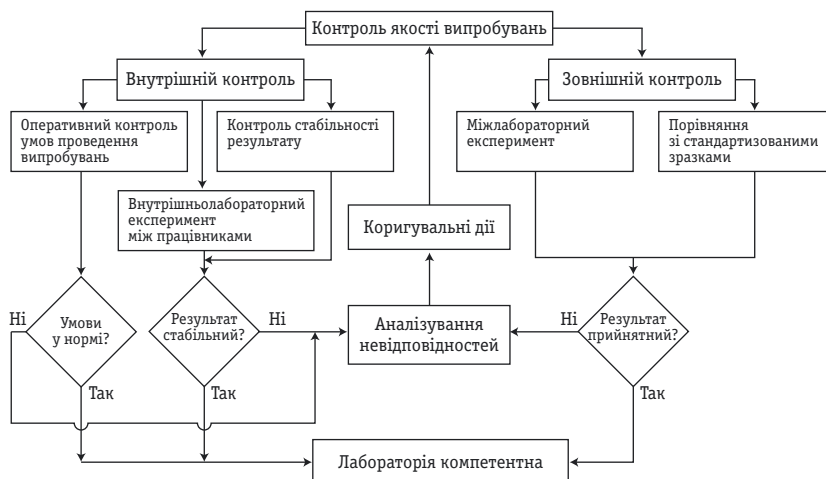 Контроль якості випробувань
Внутрішній контроль
Зовнішній контроль
Оперативний контроль
умов проведення
випробувань
Контроль стабільності
результату
Міжлабораторний
експеримент
Порівняння
зі стандартизованими
зразками
Внутрішньолабораторний
експеримент
між працівниками
Коригувальні дії
Ні
Умови
у нормі?
Результат
стабільний?
Ні
Аналізування
невідповідностей
Ні
Результат
прийнятний?
Так
Так
Так
Лабораторія компетентна